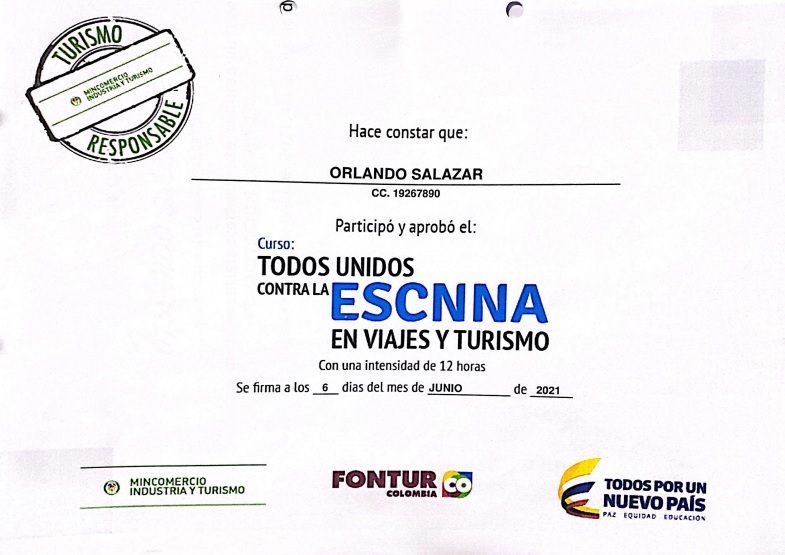 TURISMO
MINCOMERCIO
INDUSTRIA Y TURISMO
RESPONSABLE
Hace constar que:
ORLANDO SALAZAR
CC. 19267890
Participó y aprobó el:
Curso:
TODOS UNIDOS
CONTRA LA ESCNNA
EN VIAJES Y TURISMO
Con una intensidad de 12 horas
Se firma a los 6 días del mes de JUNIO de 2021
MINCOMERCIO
INDUSTRIA Y TURISMO
FONTUR CO
COLOMBIA
TODOS POR UN
NUEVO PAÍS
PAZ EQUIDAD EDUCACIÓN